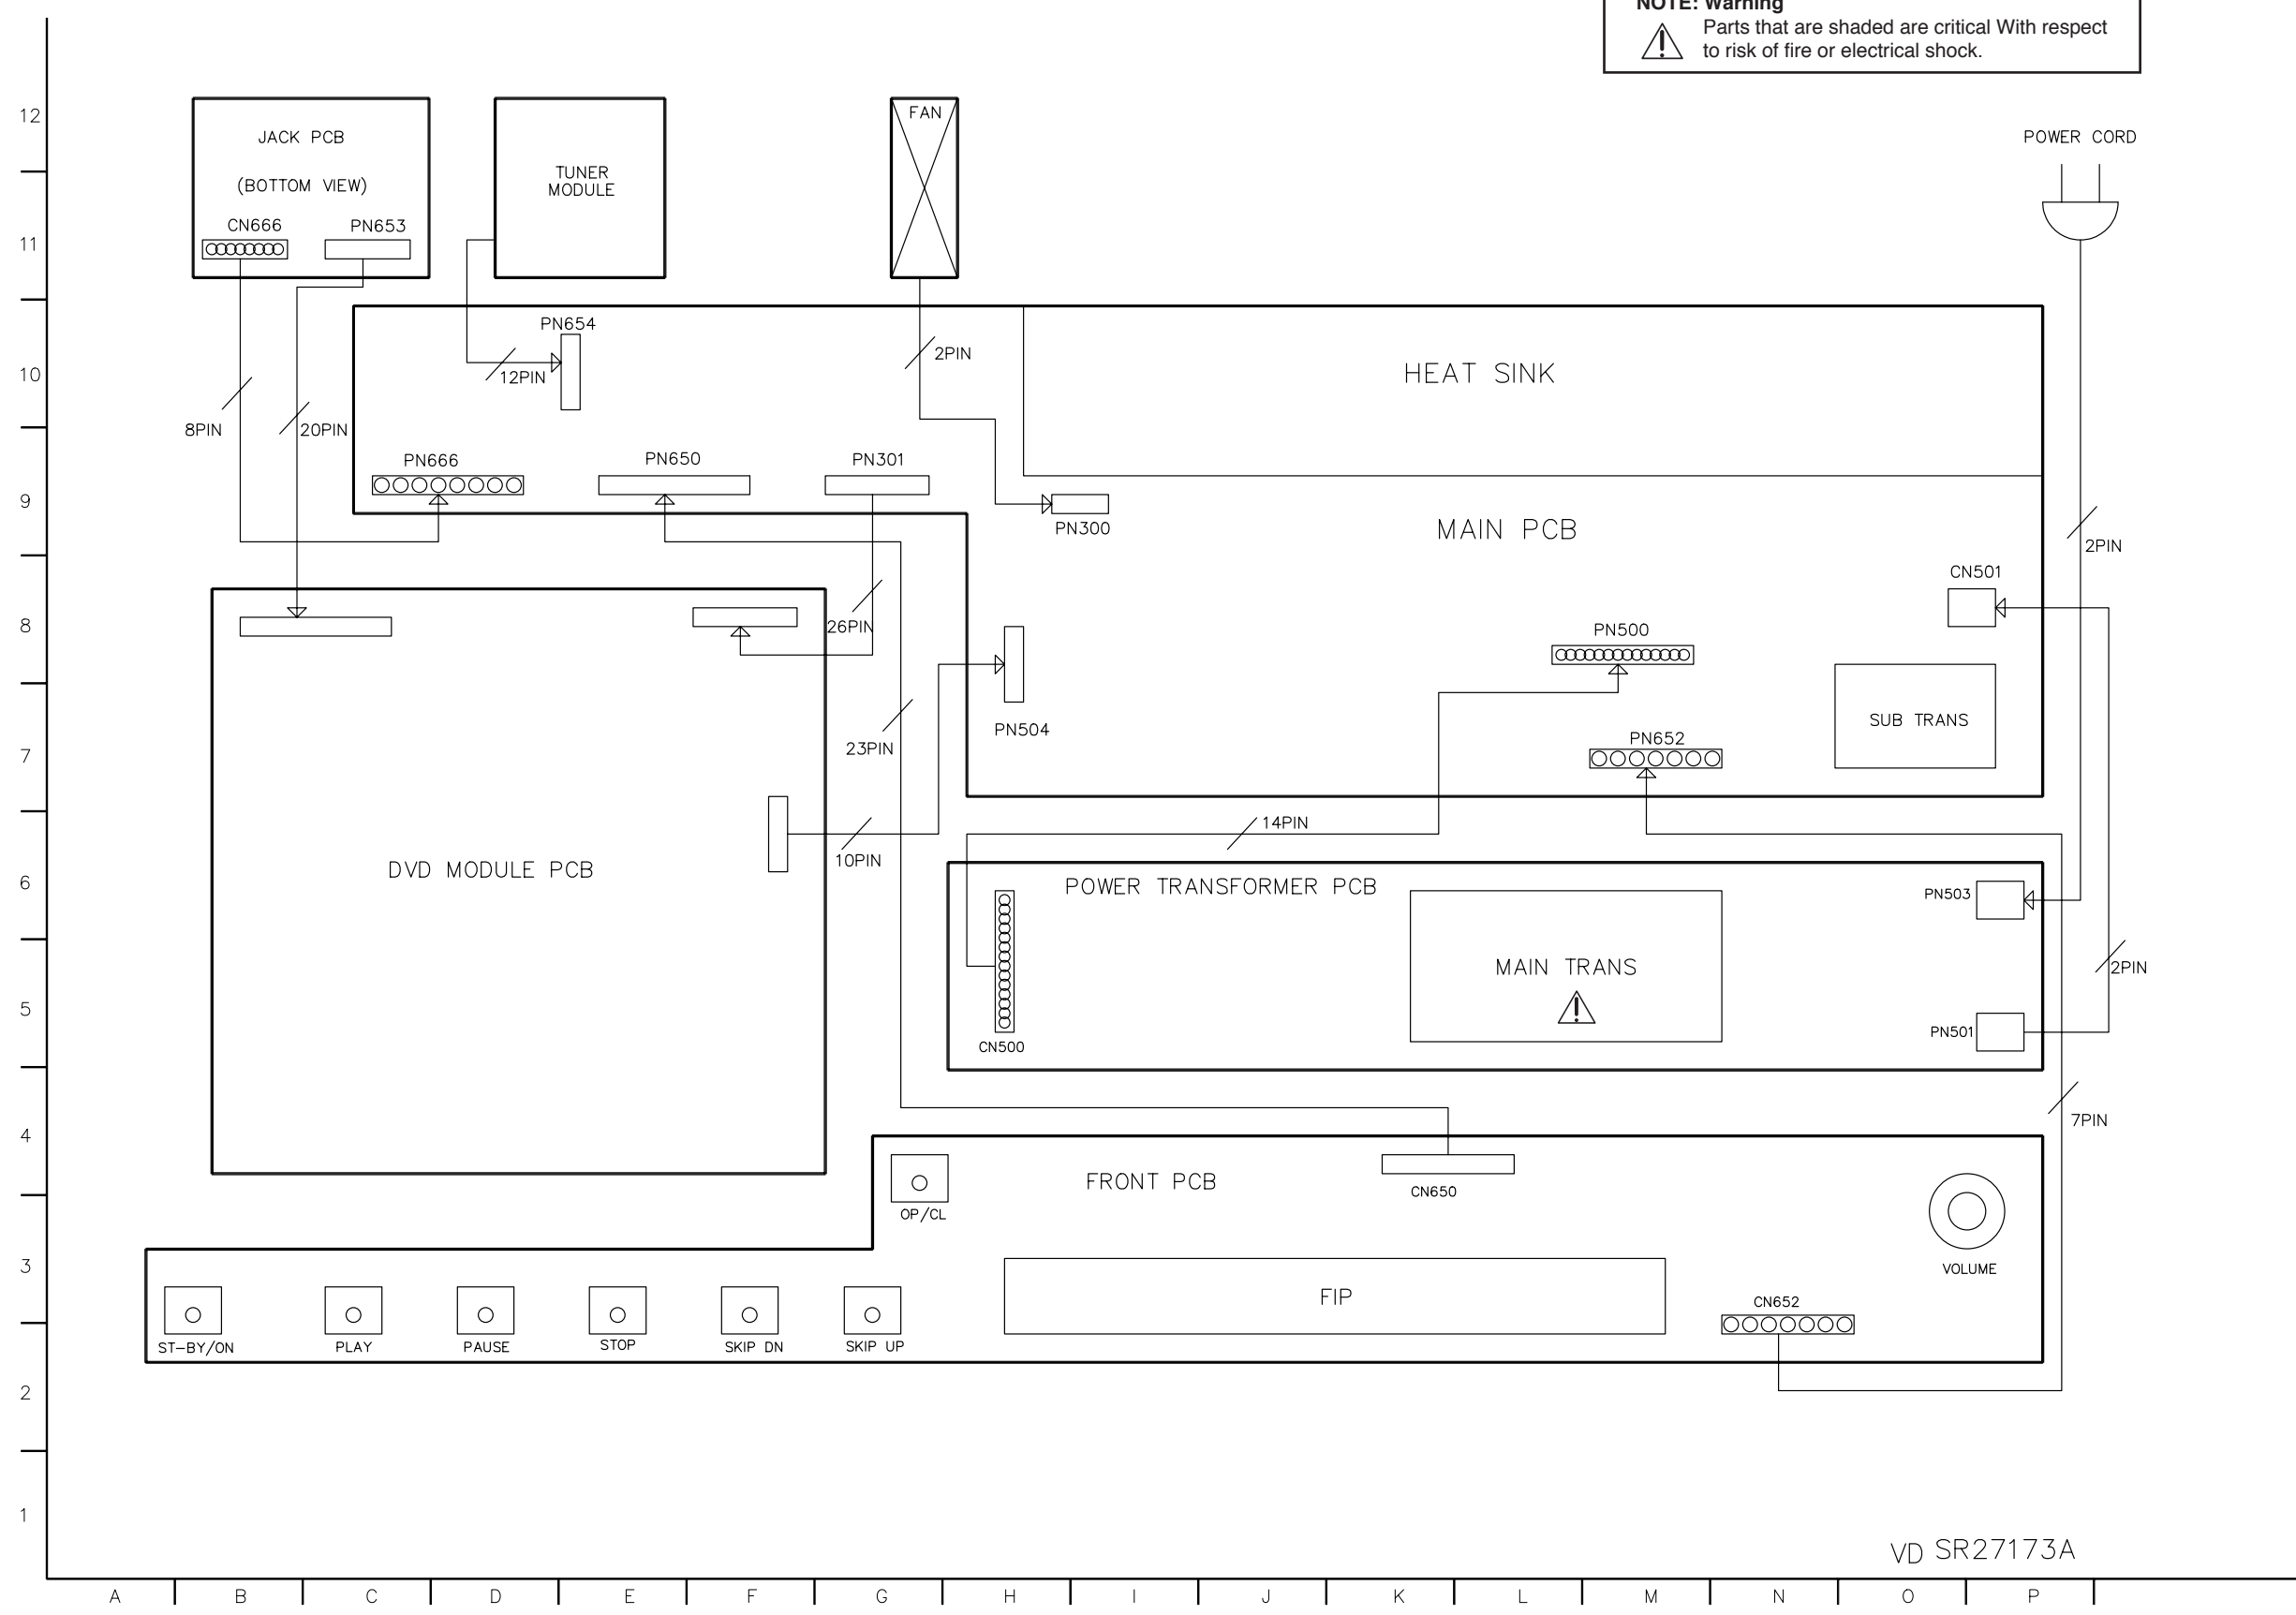 NOTE: Warning
Parts that are shaded are critical With respect
to risk of fire or electrical shock.
12
JACK PCB
(BOTTOM VIEW)
CN666
PN653
TUNER
MODULE
FAN
POWER CORD
11
PN654
12PIN
2PIN
HEAT SINK
10
8PIN
20PIN
PN666
PN650
PN301
9
PN300
MAIN PCB
2PIN
CN501
8
26PIN
PN500
PN504
SUB TRANS
23PIN
PN652
7
14PIN
10PIN
DVD MODULE PCB
6
POWER TRANSFORMER PCB
PN503
MAIN TRANS
2PIN
5
CN500
PN501
7PIN
4
FRONT PCB
CN650
OP/CL
3
VOLUME
FIP
CN652
ST-BY/ON
PLAY
PAUSE
STOP
SKIP DN
SKIP UP
2
1
VD SR27173A
A B C D E F G H I J K L M N O P